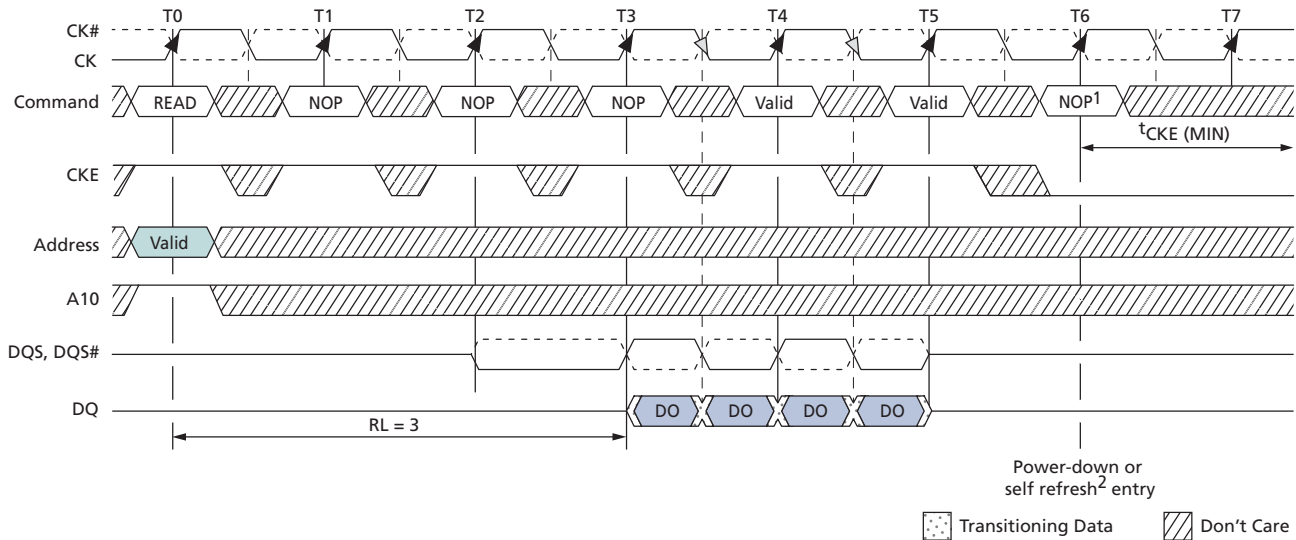 T0 T1 T2 T3 T4 T5 T6 T7
CK#
CK
Command READ NOP NOP NOP Valid Valid NOP1
tCKE (MIN)
CKE
Address Valid
A10
DQS, DQS#
DQ DO DO DO DO
RL = 3
Power-down or
self refresh2 entry
Transitioning Data Don't Care